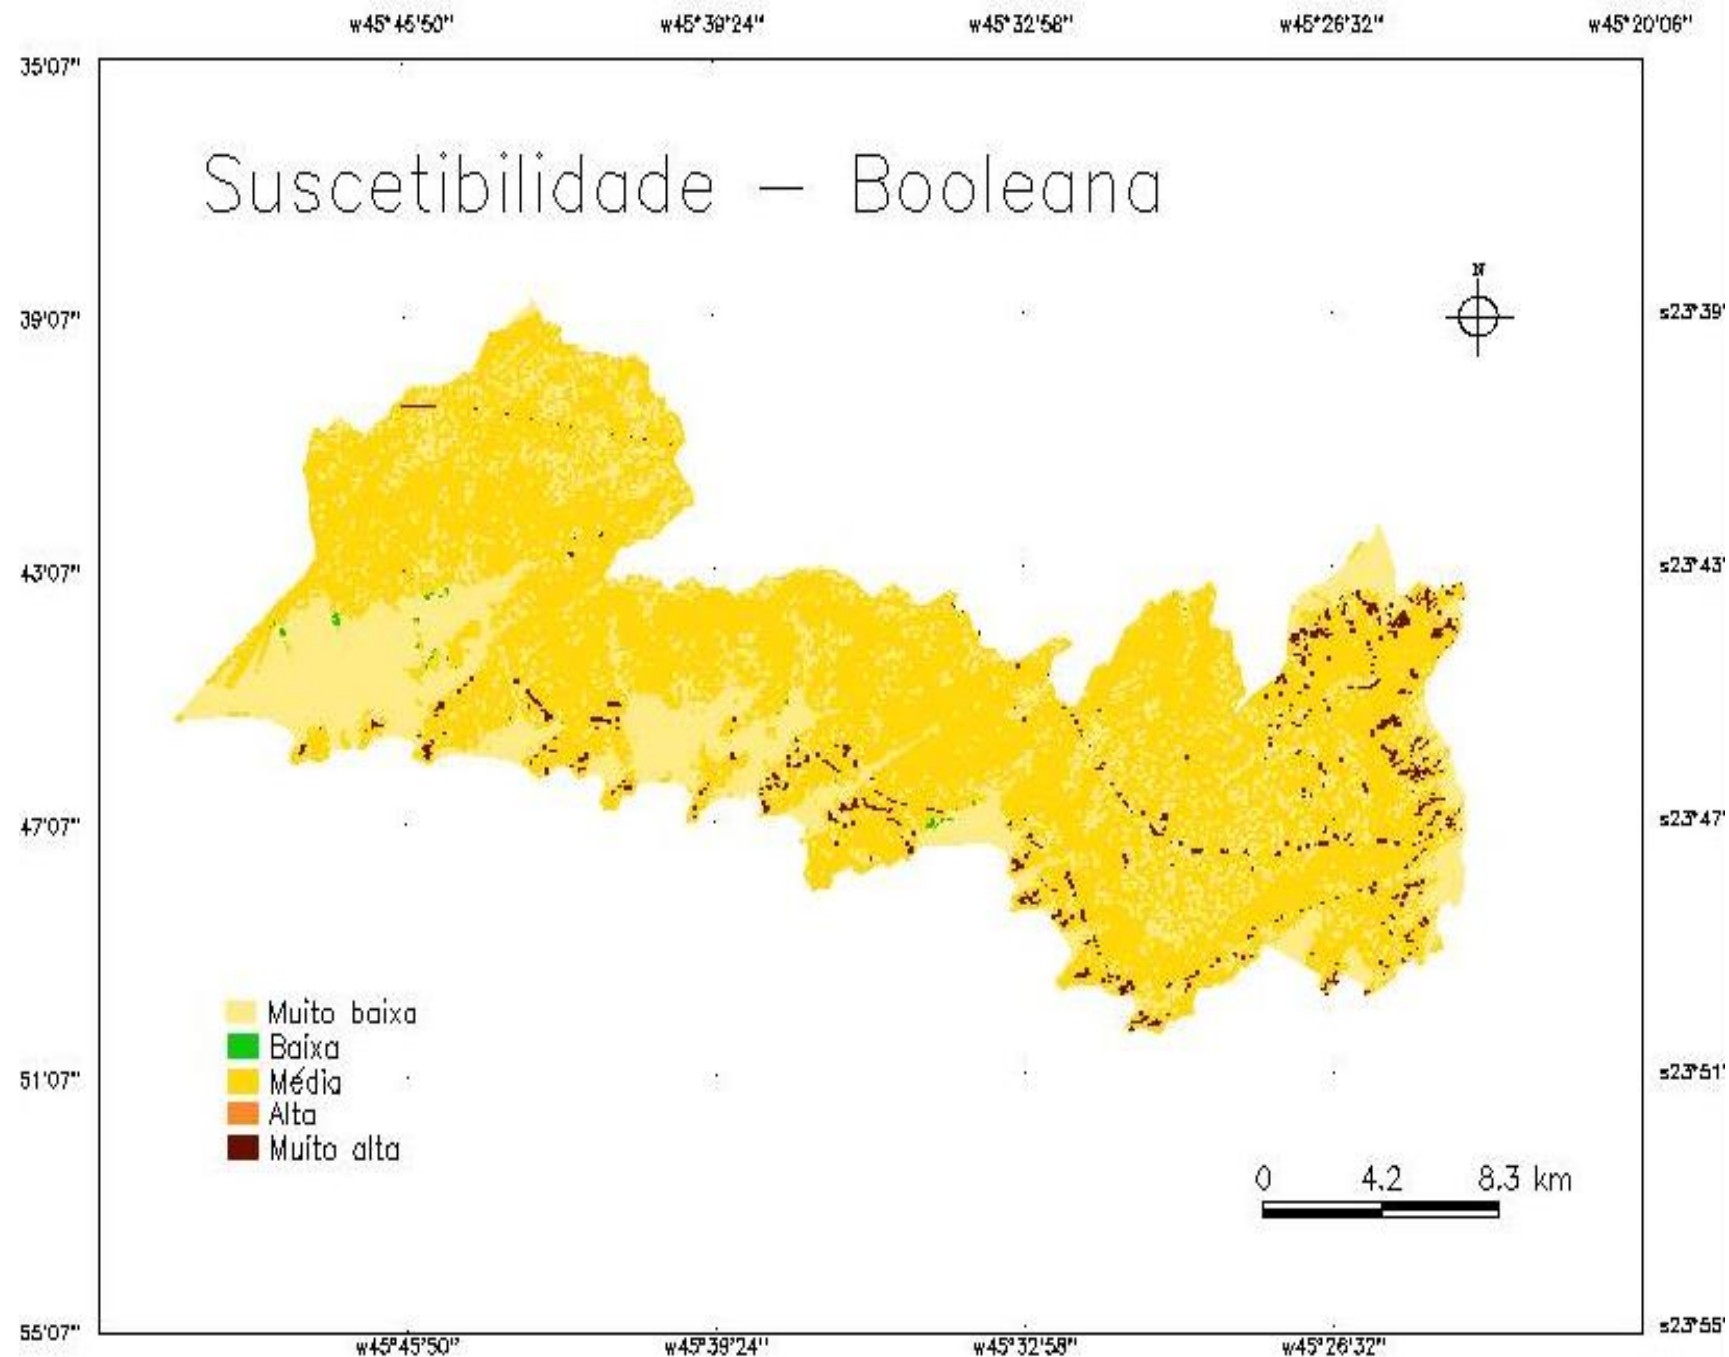 w45°45'50" w45°39'24" w45°32'58" w45°26'32" w45°20'06"
35'07"
Suscetibilidade – Booleana
N
39'07" s23°39'
43'07" s23°43'
47'07" s23°47'
Muito baixa
Baixa
Média
Alta
Muito alta
51'07" s23°51'
0 4.2 8.3 km
55'07" s23°55'
w45°45'50" w45°39'24" w45°32'58" w45°26'32"